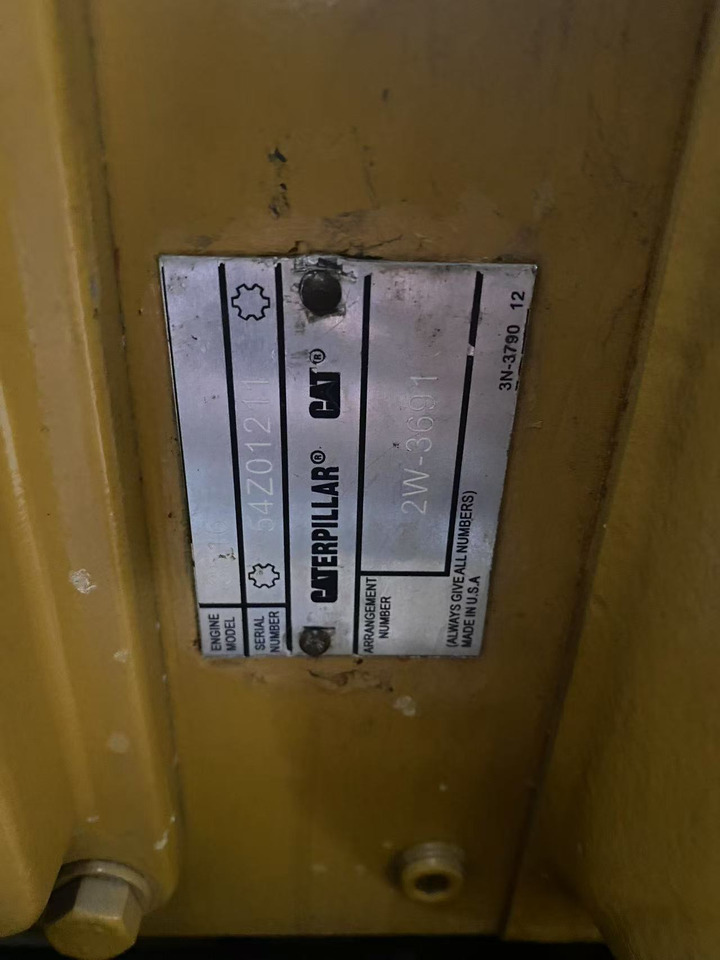 ENGINE
MODEL
SERIAL
NUMBER
54Z01211
CATERPILLAR® CAT®
ARRANGEMENT
NUMBER
2W-3691
(ALWAYS GIVE ALL NUMBERS)
MADE IN U.S.A
3N-3790 12